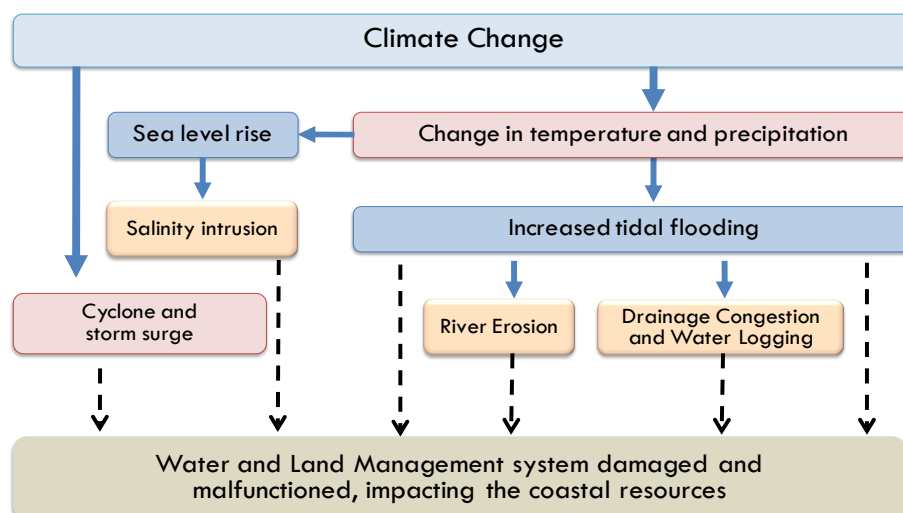 Climate Change
Sea level rise
Change in temperature and precipitation
Salinity intrusion
Increased tidal flooding
Cyclone and
storm surge
River Erosion
Drainage Congestion
and Water Logging
Water and Land Management system damaged and
malfunctioned, impacting the coastal resources